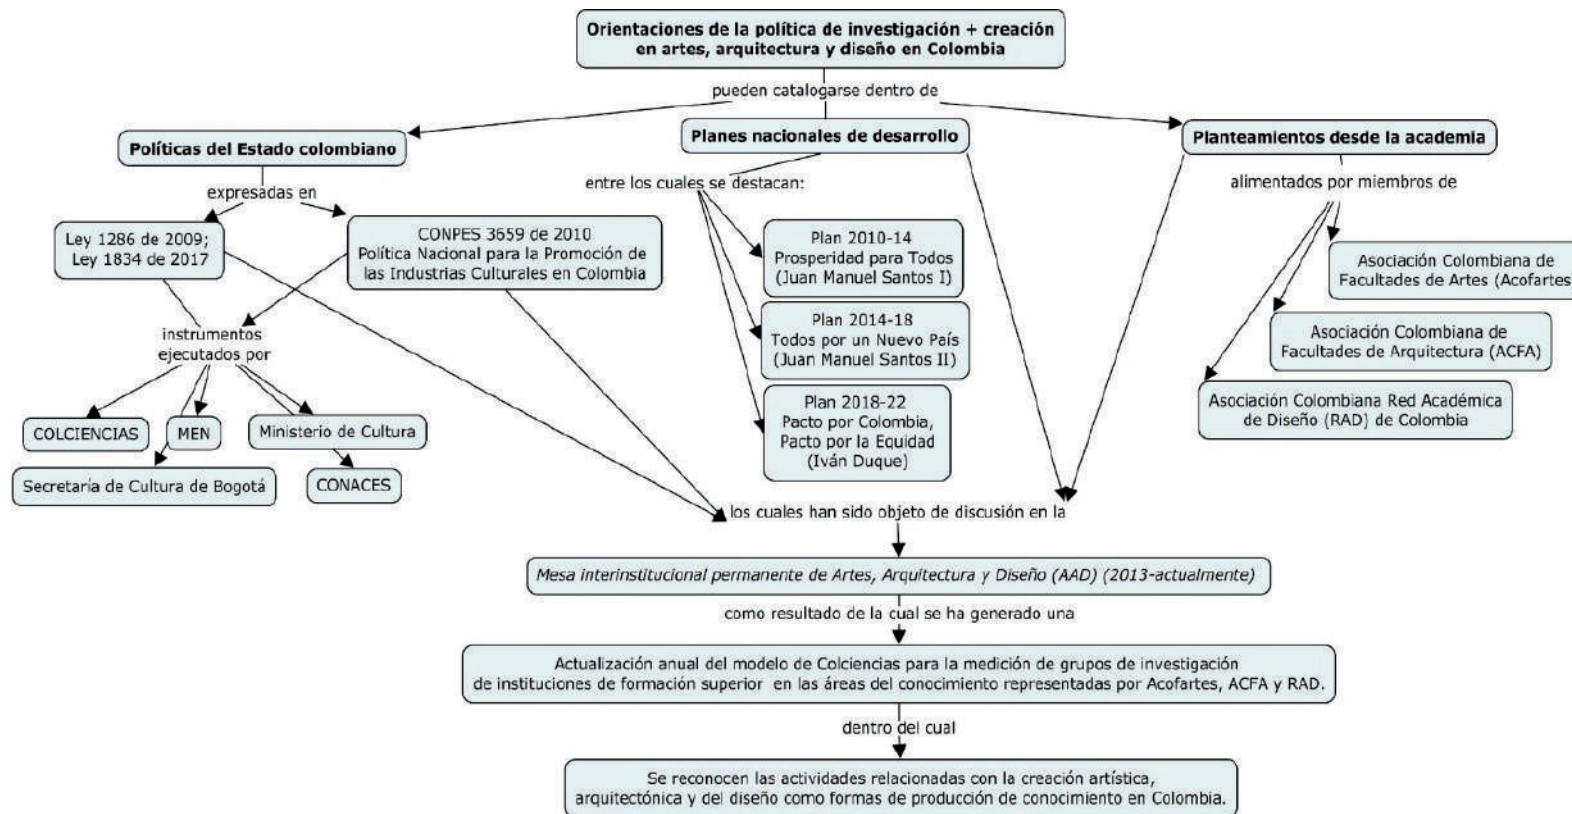 Orientaciones de la política de investigación + creación
en artes, arquitectura y diseño en Colombia
pueden catalogarse dentro de
Políticas del Estado colombiano
Planes nacionales de desarrollo
Planteamientos desde la academia
expresadas en
entre los cuales se destacan:
alimentados por miembros de
Ley 1286 de 2009;
Ley 1834 de 2017
CONPES 3659 de 2010
Política Nacional para la Promoción de
las Industrias Culturales en Colombia
Plan 2010-14
Prosperidad para Todos
(Juan Manuel Santos I)
Asociación Colombiana de
Facultades de Artes (Acofartes
Plan 2014-18
Todos por un Nuevo País
(Juan Manuel Santos II)
Asociación Colombiana de
Facultades de Arquitectura (ACFA)
instrumentos
ejecutados por
Plan 2018-22
Pacto por Colombia,
Pacto por la Equidad
(Iván Duque)
Asociación Colombiana Red Académica
de Diseño (RAD) de Colombia
COLCIENCIAS
MEN
Ministerio de Cultura
Secretaría de Cultura de Bogotá
CONACES
los cuales han sido objeto de discusión en la
Mesa interinstitucional permanente de Artes, Arquitectura y Diseño (AAD) (2013-actualmente)
como resultado de la cual se ha generado una
Actualización anual del modelo de Colciencias para la medición de grupos de investigación
de instituciones de formación superior en las áreas del conocimiento representadas por Acofartes, ACFA y RAD.
dentro del cual
Se reconocen las actividades relacionadas con la creación artística,
arquitectónica y del diseño como formas de producción de conocimiento en Colombia.